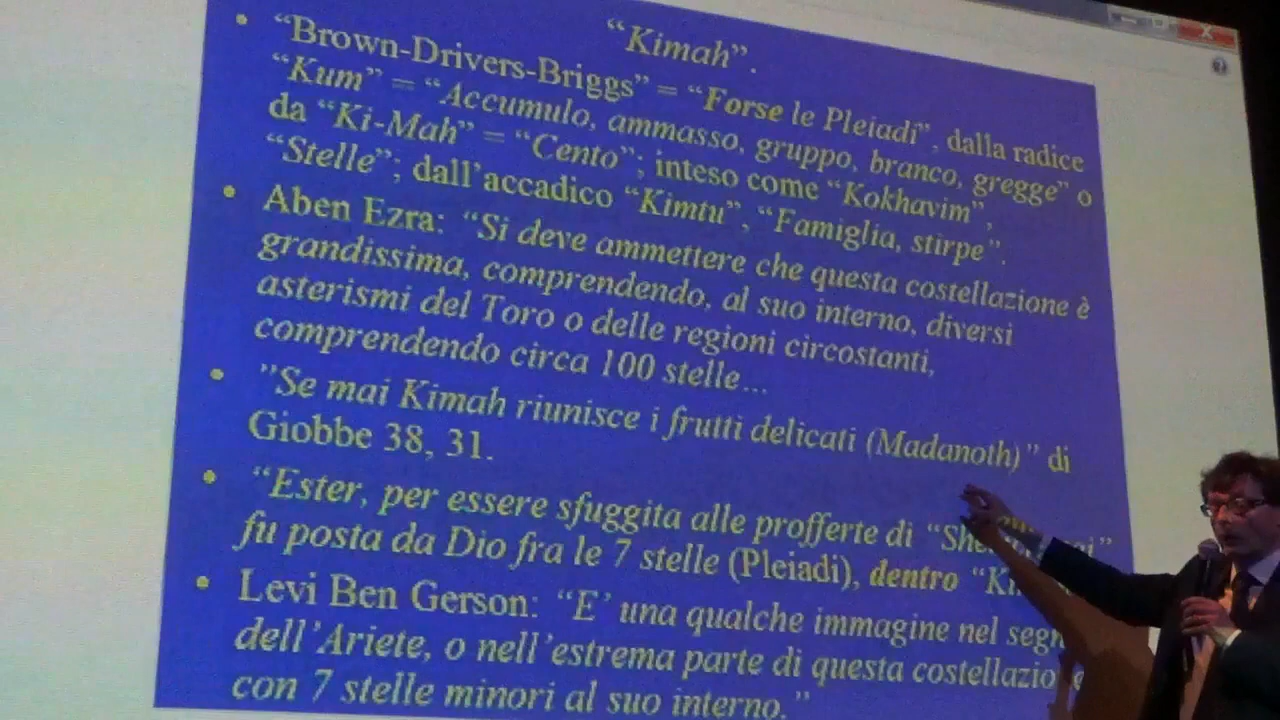 “Kimah”.
“Brown-Drivers-Briggs” = “Forse le Pleiadi”, dalla radice
“Kum” = “Accumulo, ammasso, gruppo, branco, gregge” o
da “Ki-Mah” = “Cento”; inteso come “Kokhavim”,
“Stelle”; dall’accadico “Kimtu”, “Famiglia, stirpe”.
Aben Ezra: “Si deve ammettere che questa costellazione è
grandissima, comprendendo, al suo interno, diversi
asterismi del Toro o delle regioni circostanti,
comprendendo circa 100 stelle…
”Se mai Kimah riunisce i frutti delicati (Madanoth)” di
Giobbe 38, 31.
“Ester, per essere sfuggita alle profferte di
fu posta da Dio fra le 7 stelle (Pleiadi), dentro
Levi Ben Gerson: “E’ una qualche immagine nel
dell’Ariete, o nell’estrema parte di questa
con 7 stelle minori al suo interno.”